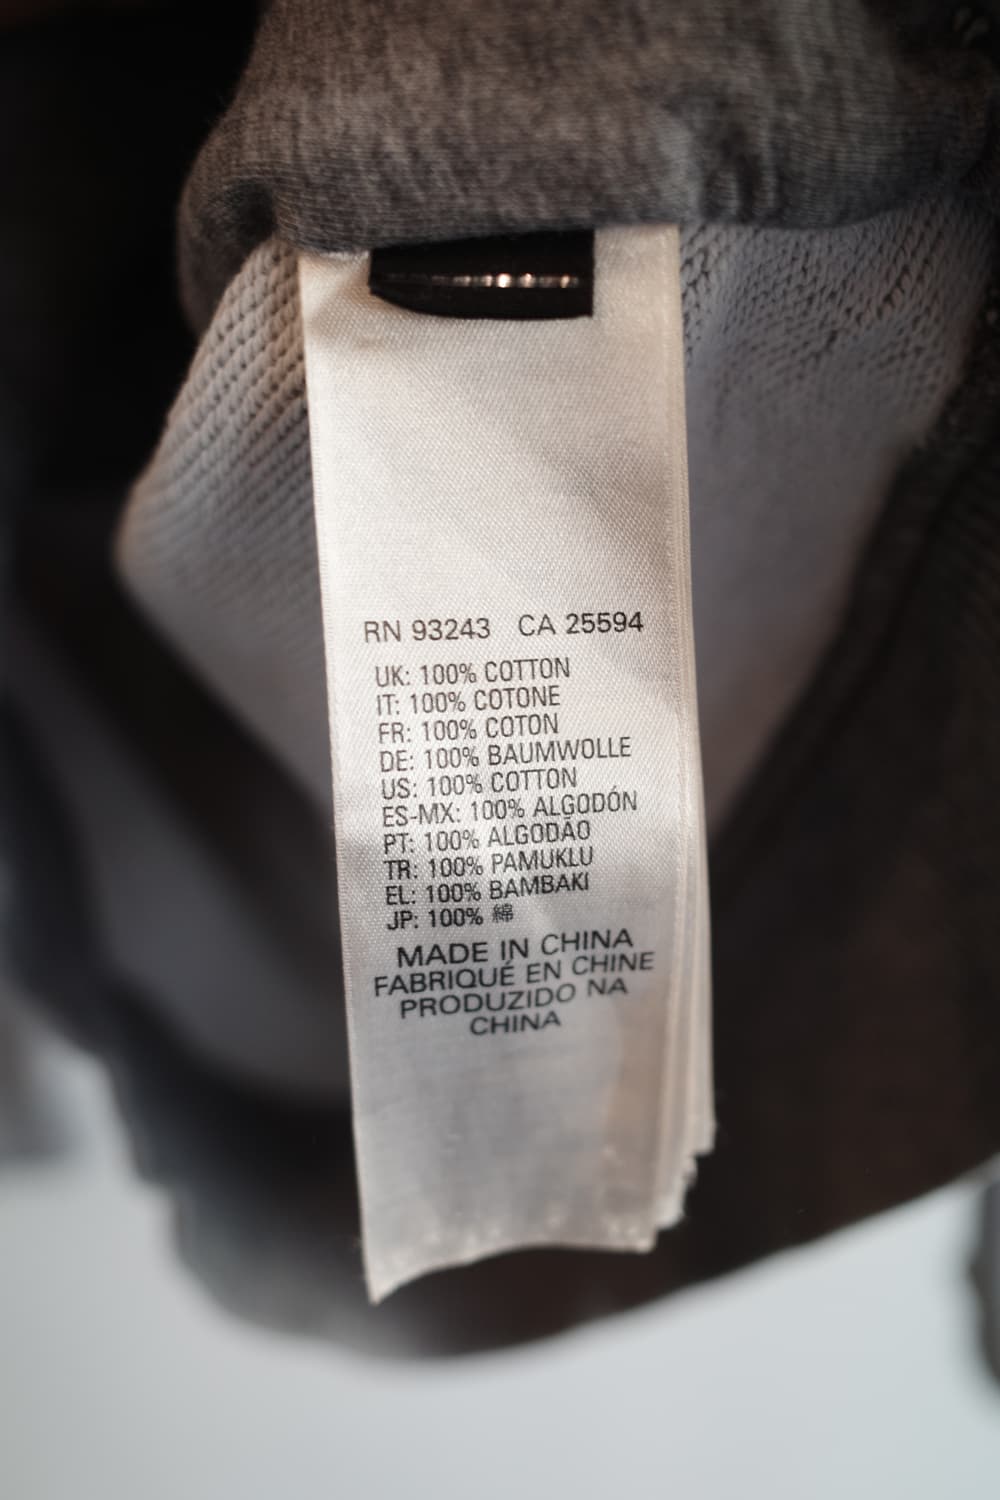 RN 93243 CA 25594
UK: 100% COTTON
IT: 100% COTONE
FR: 100% COTON
DE: 100% BAUMWOLLE
US: 100% COTTON
ES-MX: 100% ALGODÓN
PT: 100% ALGODÃO
TR: 100% PAMUKLU
EL: 100% BAMBAKI
JP: 100% 綿
MADE IN CHINA
FABRIQUÉ EN CHINE
PRODUZIDO NA
CHINA